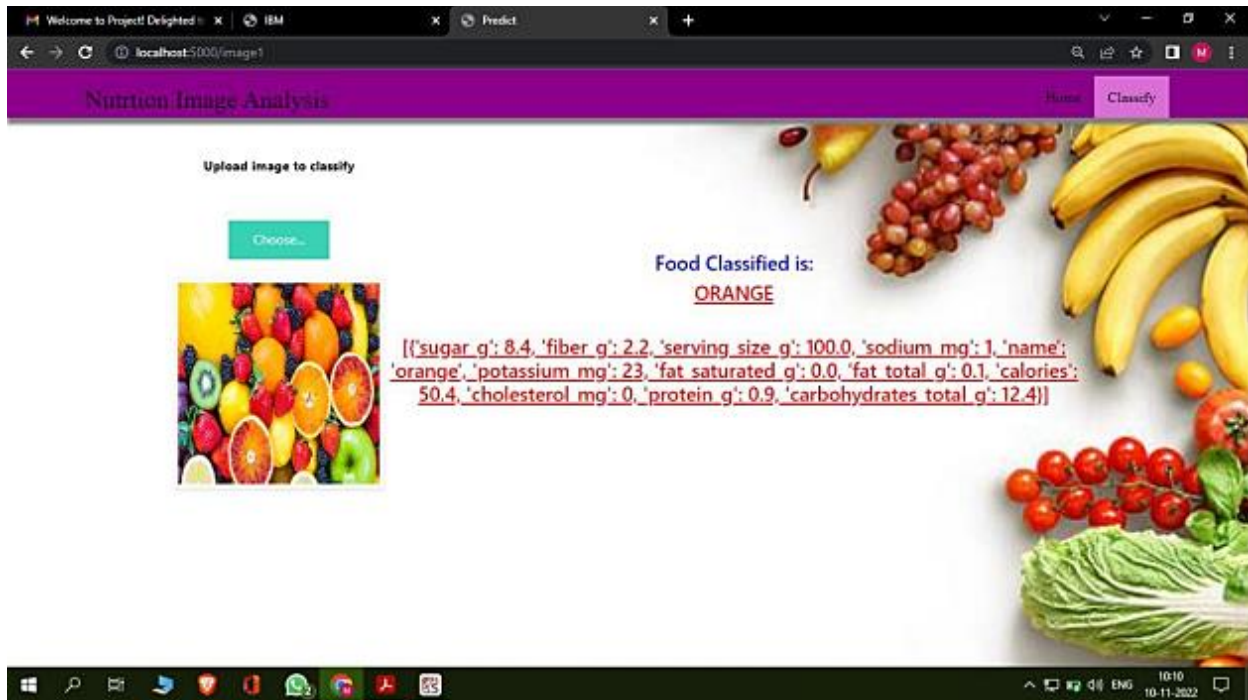 Welcome to Project! Delighted
IBM
Predict
localhost:5000/image1
M
Nutrtion Image Analysis
Home
Classify
Upload image to classify
Choose...
Food Classified is:
ORANGE
[{'sugar_g': 8.4, 'fiber_g': 2.2, 'serving_size_g': 100.0, 'sodium_mg': 1, 'name':
'orange', 'potassium_mg': 23, 'fat_saturated_g': 0.0, 'fat_total_g': 0.1, 'calories':
50.4, 'cholesterol_mg': 0, 'protein_g': 0.9, 'carbohydrates_total_g': 12.4}]
ENG
10:10
10-11-2022